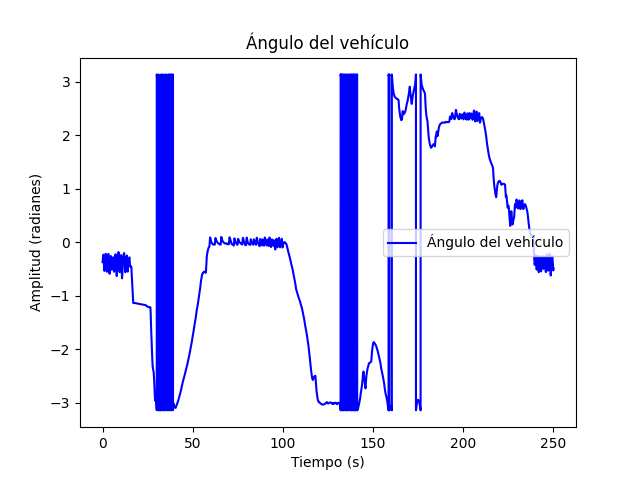 Ángulo del vehículo
Amplitud (radianes)
3
2
1
0
−1
−2
−3
Ángulo del vehículo
0 50 100 150 200 250
Tiempo (s)